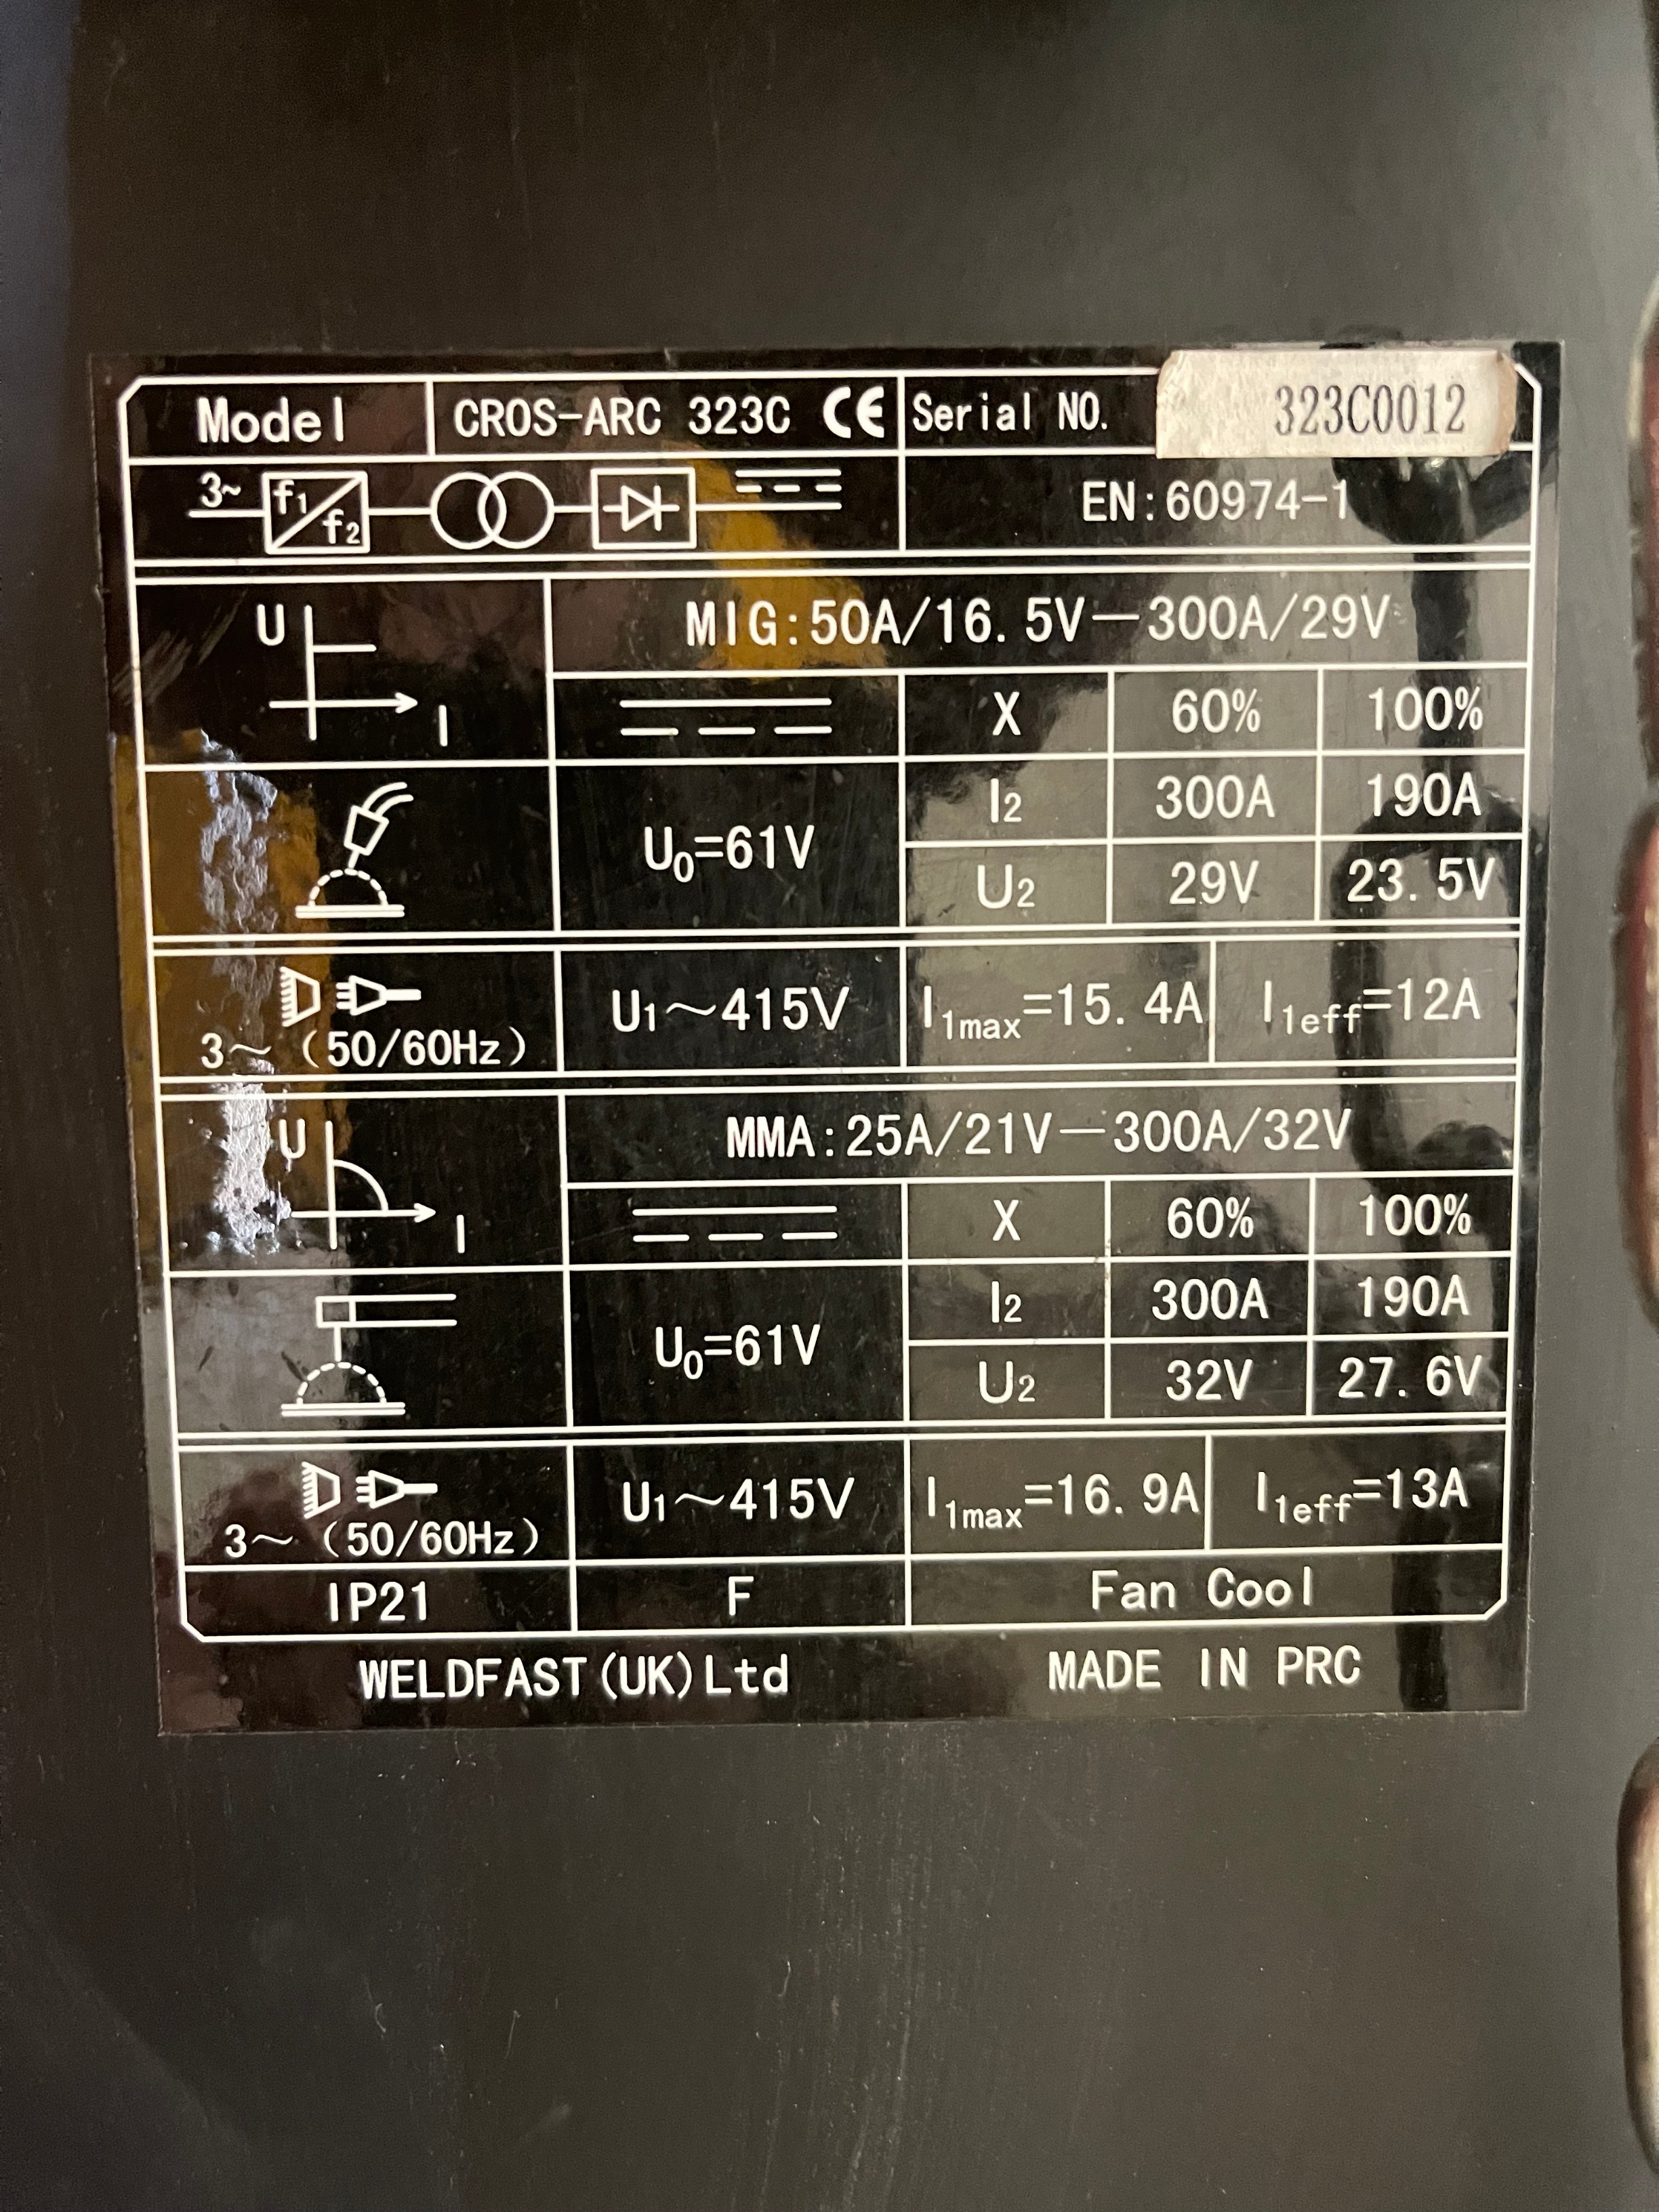 Model CROS-ARC 323C CE Serial NO. 323C0012
3~ f1/f2 EN:60974-1
U I MIG:50A/16.5V—300A/29V
X 60% 100%
U0=61V I2 300A 190A
U2 29V 23.5V
3～（50/60Hz） U1～415V I1max=15.4A I1eff=12A
U I MMA:25A/21V—300A/32V
X 60% 100%
U0=61V I2 300A 190A
U2 32V 27.6V
3～（50/60Hz） U1～415V I1max=16.9A I1eff=13A
IP21 F Fan Cool
WELDFAST(UK)Ltd MADE IN PRC